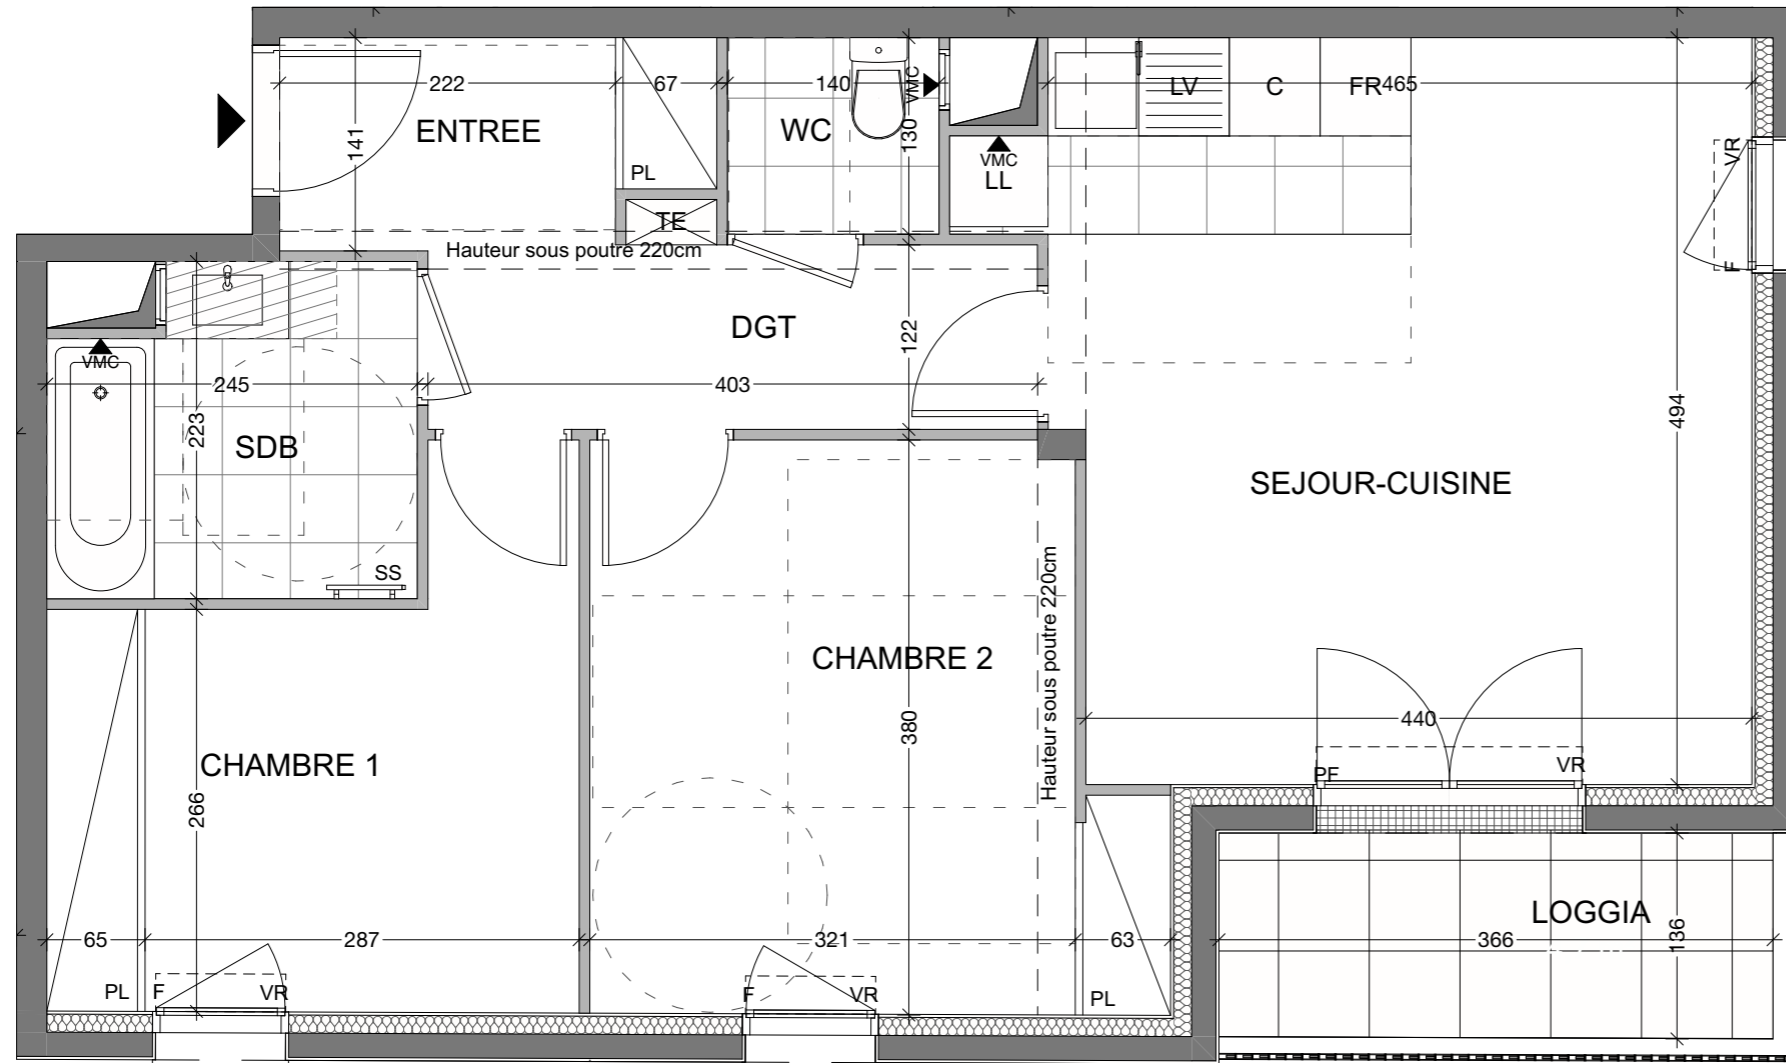 222
67
140
VMC
LV
C
FR
465
ENTREE
141
WC
130
PL
VMC
LL
VR
F
TE
Hauteur sous poutre 220cm
DGT
122
VMC
245
403
223
SDB
494
SEJOUR-CUISINE
SS
CHAMBRE 2
Hauteur sous poutre 220cm
440
380
CHAMBRE 1
PF
VR
266
LOGGIA
65
287
321
63
366
136
PL
F
VR
F
VR
PL